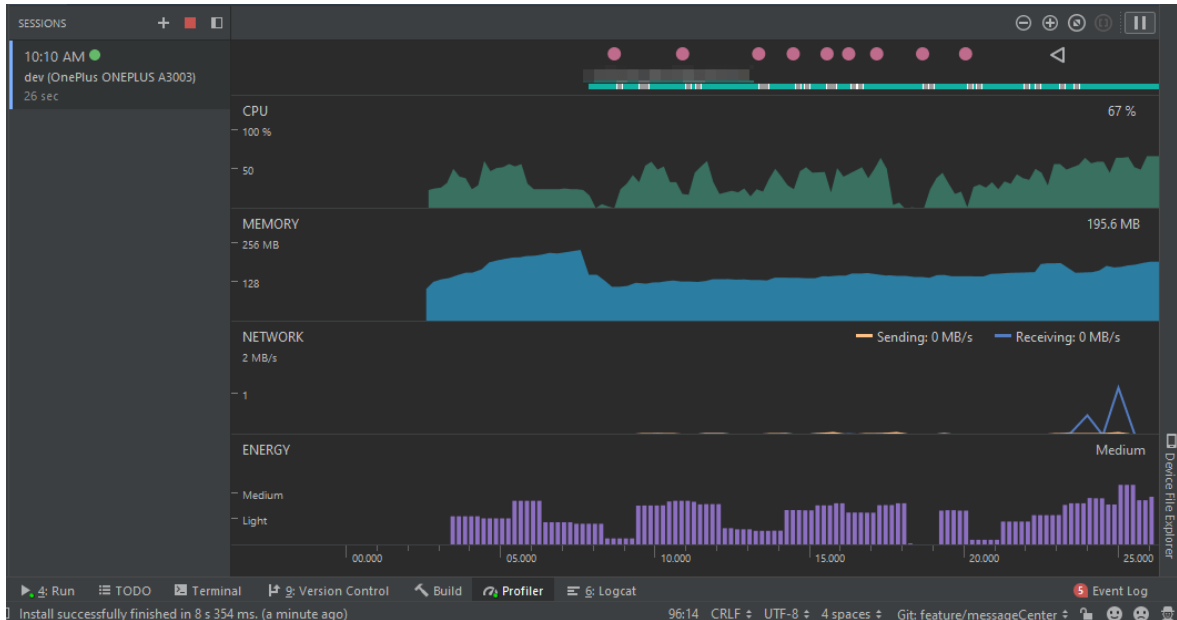 SESSIONS
10:10 AM
dev (OnePlus ONEPLUS A3003)
26 sec
CPU 67 %
100 %
50
MEMORY 195.6 MB
256 MB
128
NETWORK Sending: 0 MB/s Receiving: 0 MB/s
2 MB/s
1
ENERGY Medium
Medium
Light
00.000 05.000 10.000 15.000 20.000 25.000
Device File Explorer
4: Run TODO Terminal 9: Version Control Build Profiler 6: Logcat 5 Event Log
Install successfully finished in 8 s 354 ms. (a minute ago) 96:14 CRLF UTF-8 4 spaces Git: feature/messageCenter